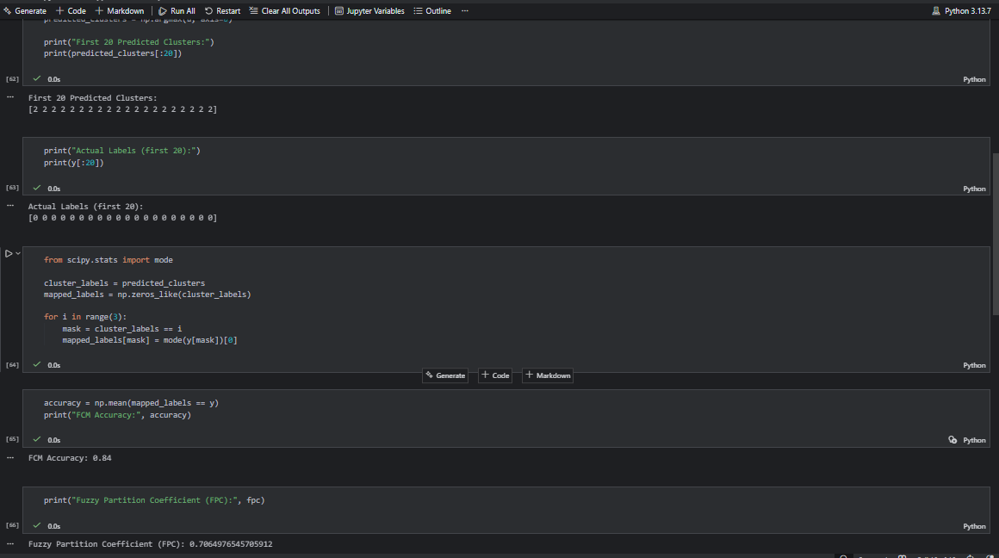 Generate + Code + Markdown | Run All Restart Clear All Outputs | Jupyter Variables Outline ... Python 3.13.7
predicted_clusters = np.argmax(u, axis=0)
print("First 20 Predicted Clusters:")
print(predicted_clusters[:20])
[62] ✓ 0.0s Python
... First 20 Predicted Clusters:
[2 2 2 2 2 2 2 2 2 2 2 2 2 2 2 2 2 2 2 2]
print("Actual Labels (first 20):")
print(y[:20])
[63] ✓ 0.0s Python
... Actual Labels (first 20):
[0 0 0 0 0 0 0 0 0 0 0 0 0 0 0 0 0 0 0 0]
from scipy.stats import mode
cluster_labels = predicted_clusters
mapped_labels = np.zeros_like(cluster_labels)
for i in range(3):
    mask = cluster_labels == i
    mapped_labels[mask] = mode(y[mask])[0]
[64] ✓ 0.0s Python
Generate + Code + Markdown
accuracy = np.mean(mapped_labels == y)
print("FCM Accuracy:", accuracy)
[65] ✓ 0.0s Python
... FCM Accuracy: 0.84
print("Fuzzy Partition Coefficient (FPC):", fpc)
[66] ✓ 0.0s Python
... Fuzzy Partition Coefficient (FPC): 0.7064976545705912